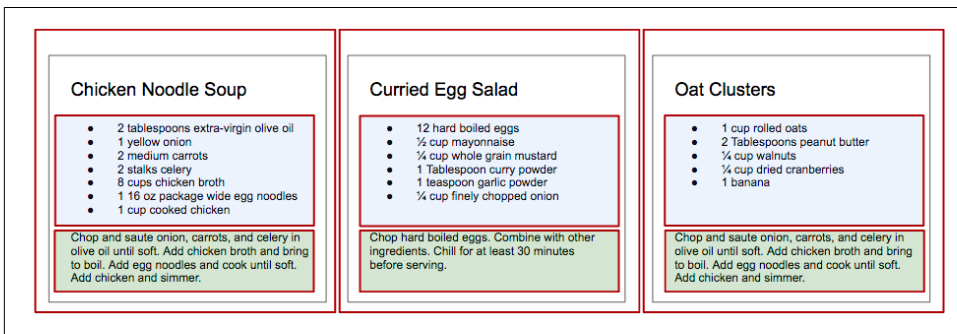 Chicken Noodle Soup
● 2 tablespoons extra-virgin olive oil
● 1 yellow onion
● 2 medium carrots
● 2 stalks celery
● 8 cups chicken broth
● 1 16 oz package wide egg noodles
● 1 cup cooked chicken
Chop and saute onion, carrots, and celery in
olive oil until soft. Add chicken broth and bring
to boil. Add egg noodles and cook until soft.
Add chicken and simmer.
Curried Egg Salad
● 12 hard boiled eggs
● ½ cup mayonnaise
● ¼ cup whole grain mustard
● 1 Tablespoon curry powder
● 1 teaspoon garlic powder
● ¼ cup finely chopped onion
Chop hard boiled eggs. Combine with other
ingredients. Chill for at least 30 minutes
before serving.
Oat Clusters
● 1 cup rolled oats
● 2 Tablespoons peanut butter
● ¼ cup walnuts
● ¼ cup dried cranberries
● 1 banana
Chop and saute onion, carrots, and celery in
olive oil until soft. Add chicken broth and bring
to boil. Add egg noodles and cook until soft.
Add chicken and simmer.